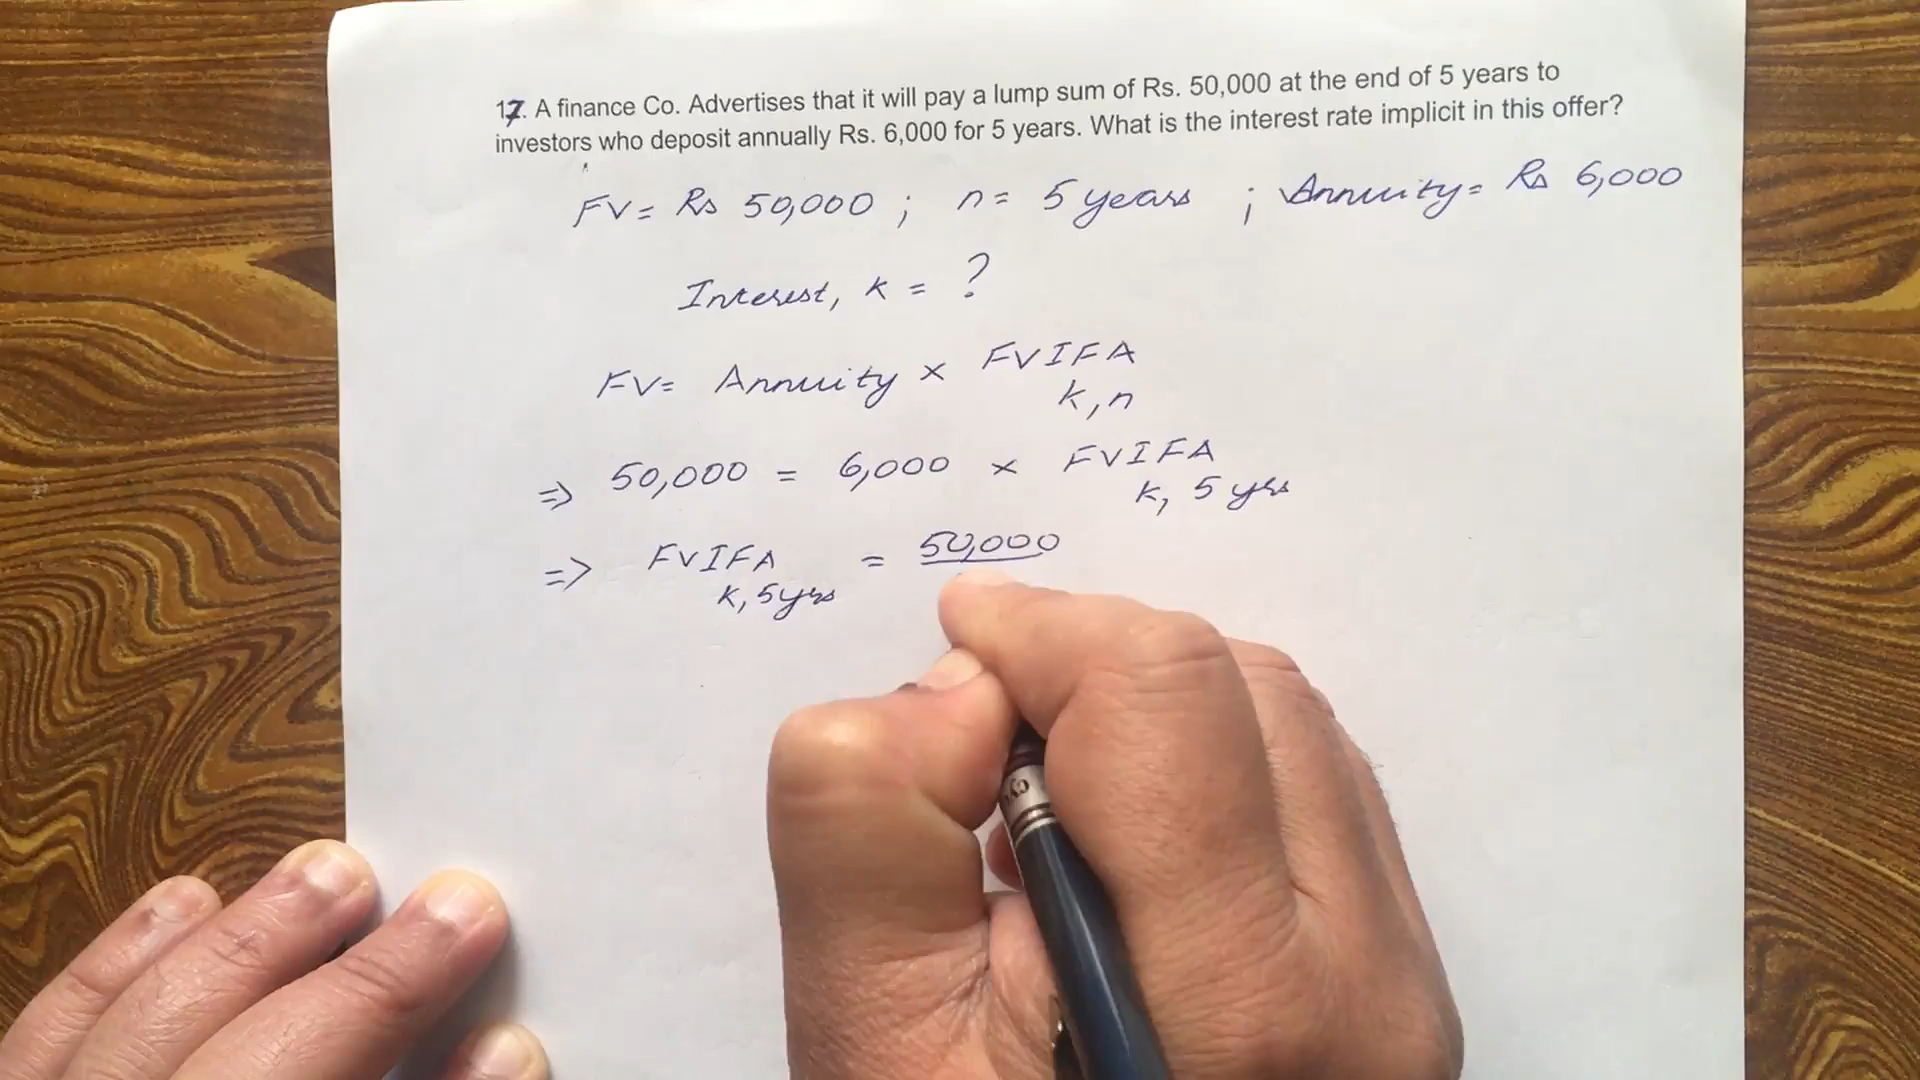 17. A finance Co. Advertises that it will pay a lump sum of Rs. 50,000 at the end of 5 years to
investors who deposit annually Rs. 6,000 for 5 years. What is the interest rate implicit in this offer?
FV = Rs 50,000 ; n = 5 years ; Annuity = Rs 6,000
Interest, k = ?
FV = Annuity x FVIFA
k, n
=> 50,000 = 6,000 x FVIFA
k, 5 yrs
=> FVIFA = 50,000
k, 5 yrs